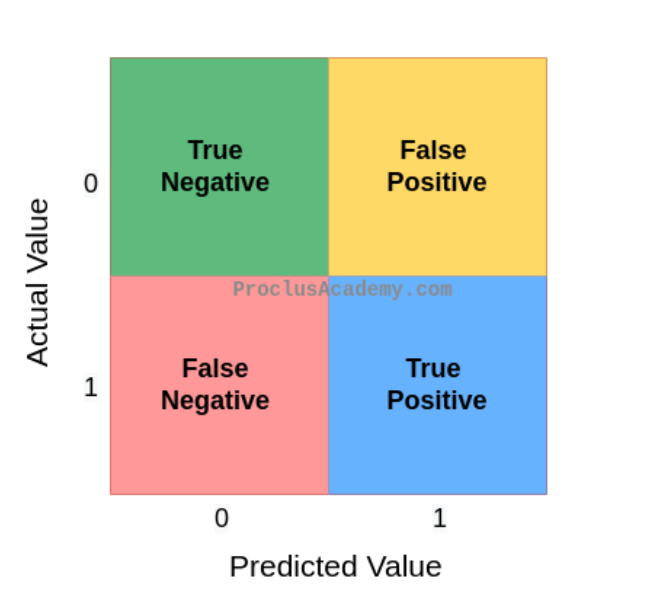 True
Negative
False
Positive
0
Actual Value
ProclusAcademy.com
False
Negative
True
Positive
1
0
1
Predicted Value